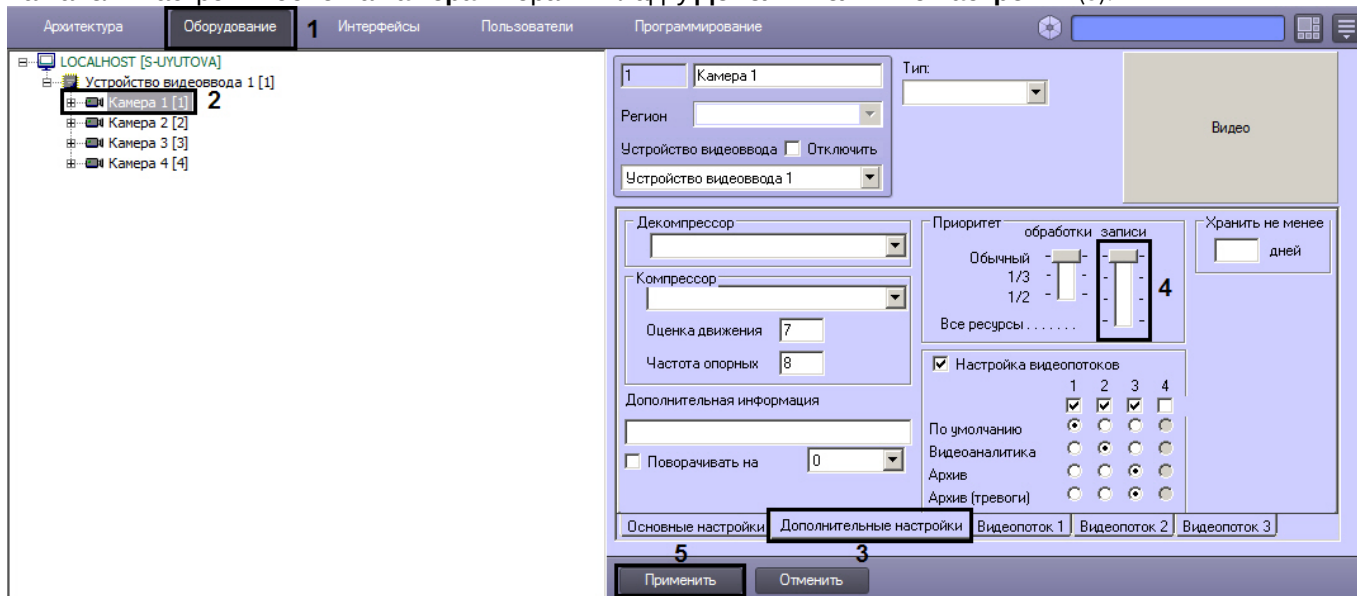 Архитектура Оборудование 1 Интерфейсы Пользователи Программирование
LOCALHOST [S-UYUTOVA]
Устройство видеоввода 1 [1]
Камера 1 [1] 2
Камера 2 [2]
Камера 3 [3]
Камера 4 [4]
1 Камера 1
Тип:
Регион
Устройство видеоввода Отключить
Устройство видеоввода 1
Видео
Декомпрессор
Компрессор
Оценка движения 7
Частота опорных 8
Дополнительная информация
Поворачивать на 0
Приоритет
обработки записи
Обычный
1/3
1/2
4
Все ресурсы . . . . . . .
Хранить не менее
дней
Настройка видеопотоков
1 2 3 4
По умолчанию
Видеоаналитика
Архив
Архив (тревоги)
Основные настройки Дополнительные настройки Видеопоток 1 Видеопоток 2 Видеопоток 3
5 3
Применить Отменить